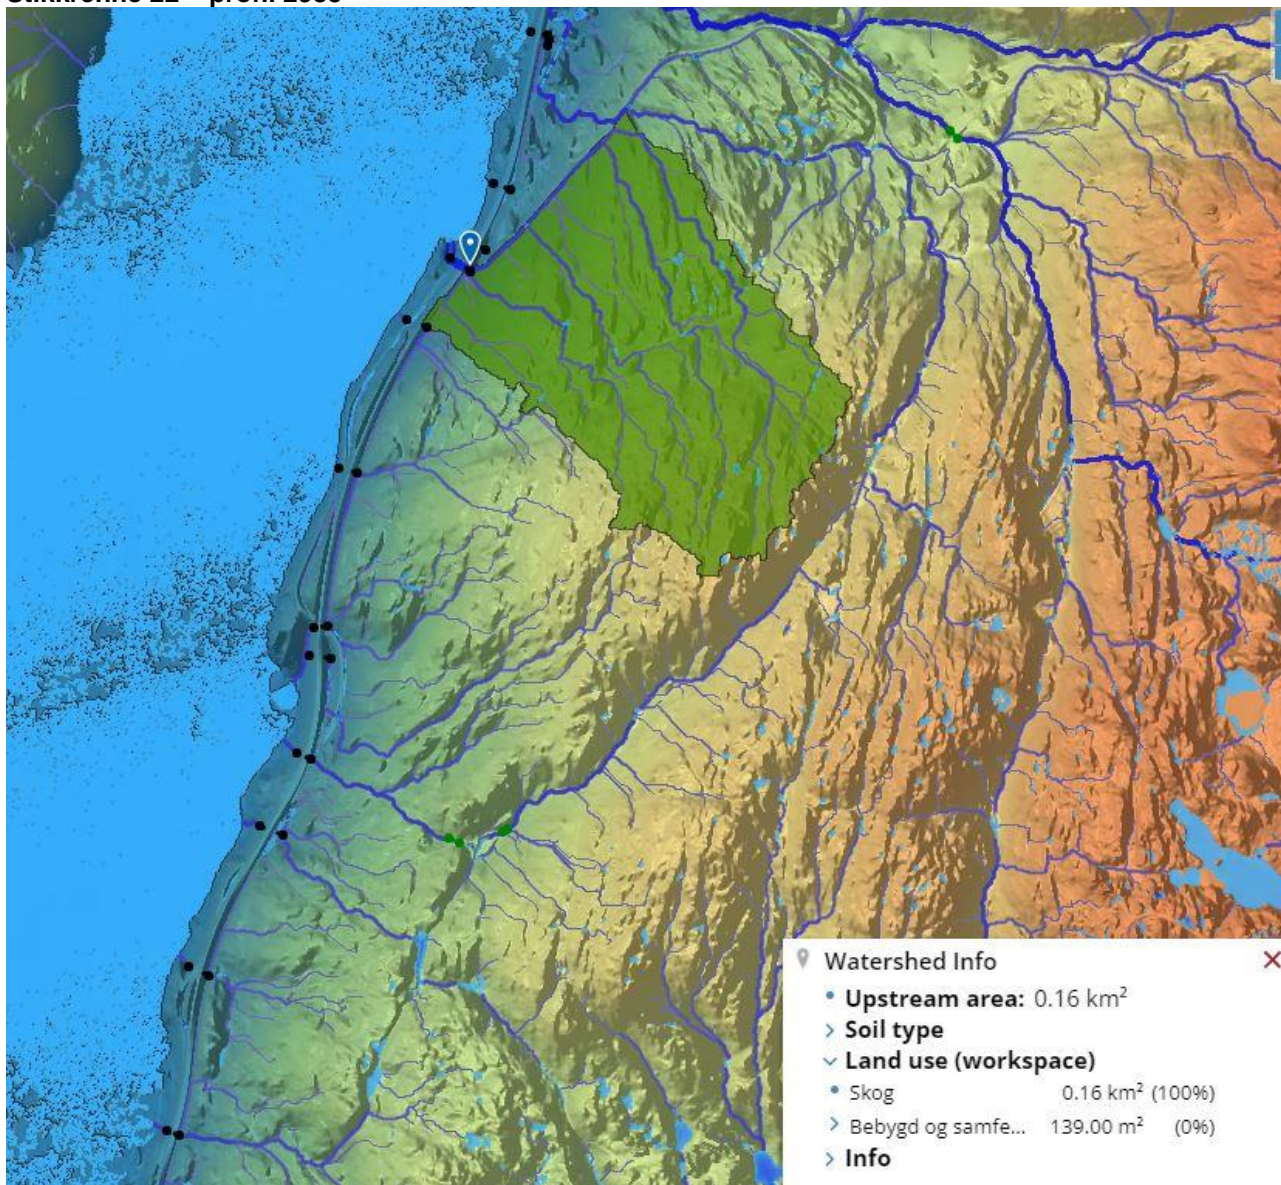 Watershed Info
Upstream area: 0.16 km²
Soil type
Land use (workspace)
Skog 0.16 km² (100%)
Bebygd og samfe... 139.00 m² (0%)
Info